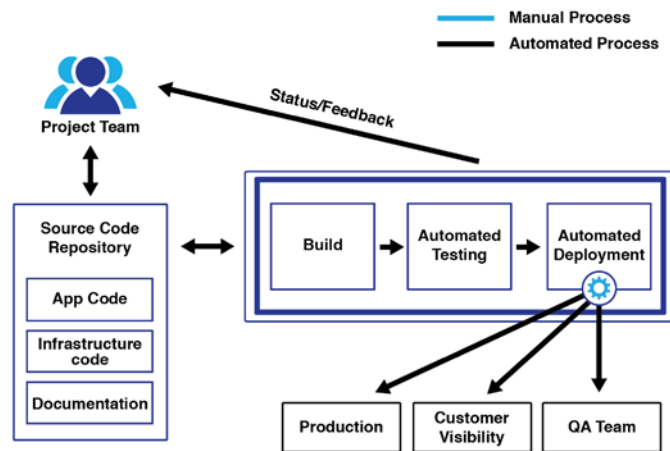 Manual Process
Automated Process
Project Team
Status/Feedback
Source Code
Repository
App Code
Infrastructure
code
Documentation
Build
Automated
Testing
Automated
Deployment
Production
Customer
Visibility
QA Team